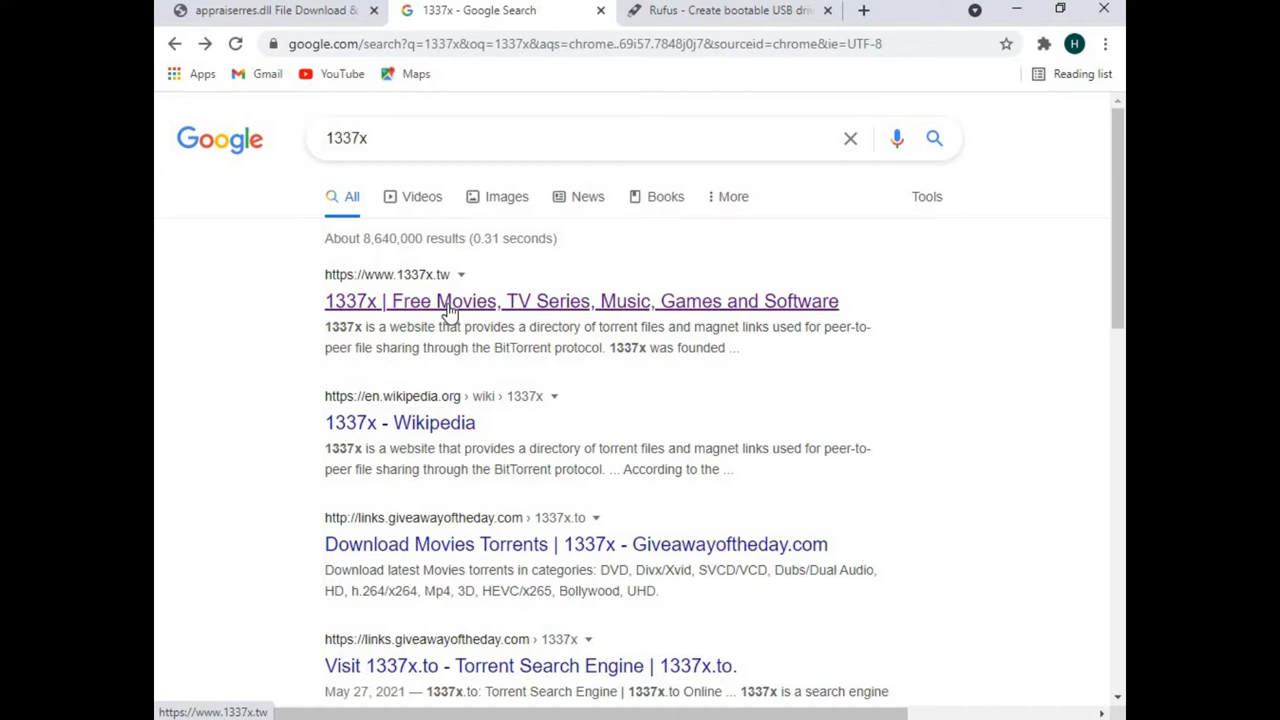 appraiserres.dll File Download &
1337x - Google Search
Rufus - Create bootable USB driv
google.com/search?q=1337x&oq=1337x&aqs=chrome..69i57.7848j0j7&sourceid=chrome&ie=UTF-8
H
Apps
Gmail
YouTube
Maps
Reading list
Google
1337x
All
Videos
Images
News
Books
More
Tools
About 8,640,000 results (0.31 seconds)
https://www.1337x.tw
1337x | Free Movies, TV Series, Music, Games and Software
1337x is a website that provides a directory of torrent files and magnet links used for peer-to-
peer file sharing through the BitTorrent protocol. 1337x was founded ...
https://en.wikipedia.org › wiki › 1337x
1337x - Wikipedia
1337x is a website that provides a directory of torrent files and magnet links used for peer-to-
peer file sharing through the BitTorrent protocol. ... According to the ...
http://links.giveawayoftheday.com › 1337x.to
Download Movies Torrents | 1337x - Giveawayoftheday.com
Download latest Movies torrents in categories: DVD, Divx/Xvid, SVCD/VCD, Dubs/Dual Audio,
HD, h.264/x264, Mp4, 3D, HEVC/x265, Bollywood, UHD.
https://links.giveawayoftheday.com › 1337x
Visit 1337x.to - Torrent Search Engine | 1337x.to.
May 27, 2021 — 1337x.to: Torrent Search Engine | 1337x.to Online ... 1337x is a search engine
https://www.1337x.tw